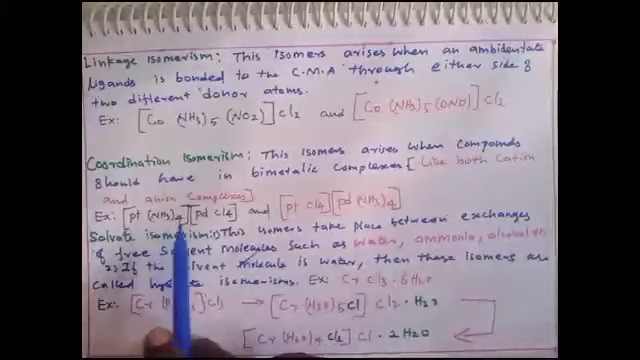 Linkage Isomerism: This Isomers arises when an ambidentate
Ligands is bonded to the C.M.A through either side of
two different donor atoms.
Ex: [Co (NH3)5 (NO2)] Cl2 and [Co (NH3)5 (ONO)] Cl2
Coordination Isomerism: This Isomers arises when Compounds
Should have in bimetalic complexes [Like both Cation
and anion Complexes]
Ex: [pt (NH3)4][pd Cl4] and [pt Cl4][pd (NH3)4]
Solvate isomerism: This isomers take place between exchanges
of free Solvent molecules Such as water, ammonia, alcohol etc
If the solvent molecule is water, then these isomers are
called hydrate isomerisms. Ex: Cr Cl3 . 6H2O
Ex: [Cr Cl3 → [Cr (H2O)5 Cl] Cl2 . H2O
[Cr (H2O)4 Cl2] Cl . 2H2O